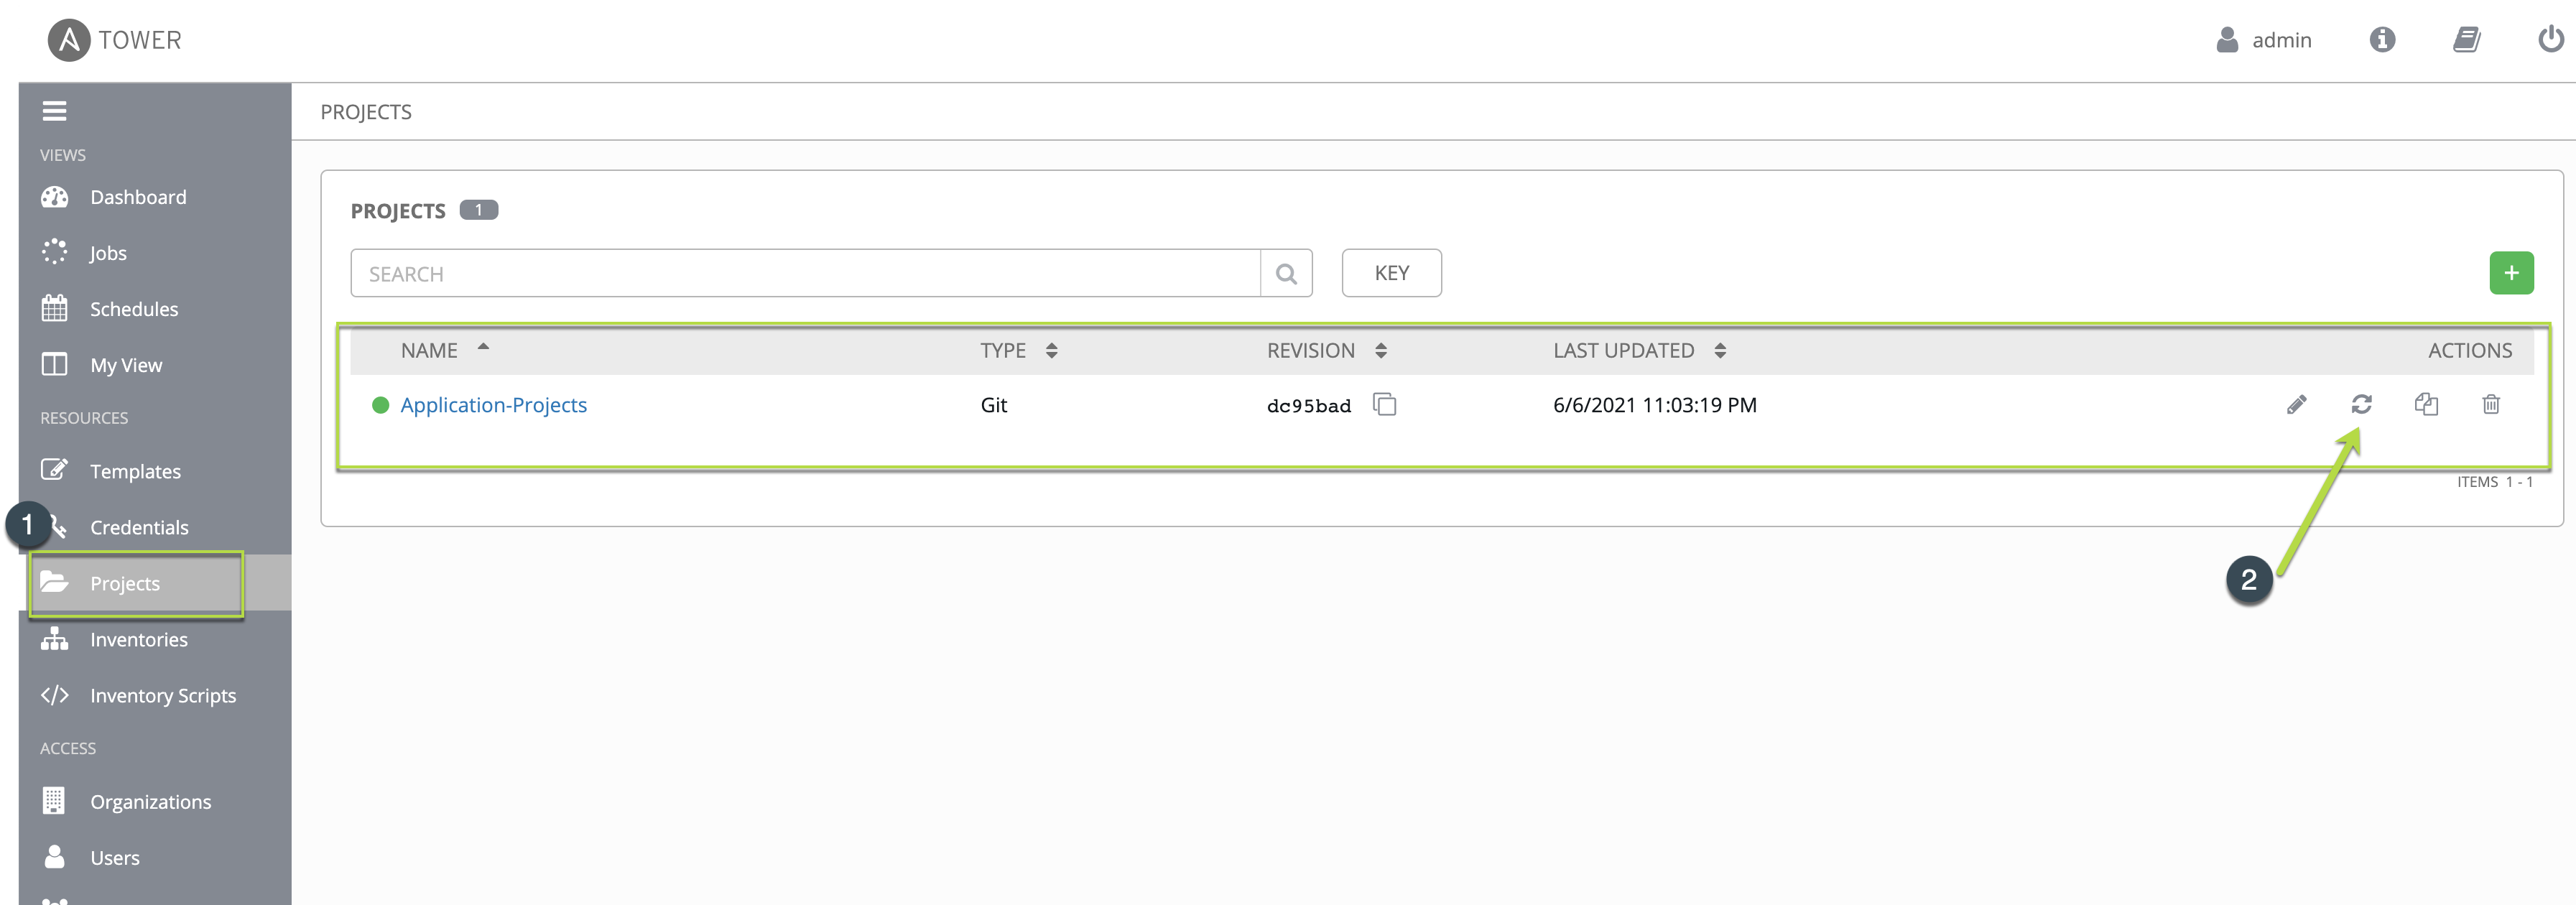 TOWER
admin
PROJECTS
VIEWS
Dashboard
Jobs
Schedules
My View
RESOURCES
Templates
Credentials
1
Projects
Inventories
Inventory Scripts
ACCESS
Organizations
Users
PROJECTS 1
SEARCH
KEY
+
NAME TYPE REVISION LAST UPDATED ACTIONS
Application-Projects Git dc95bad 6/6/2021 11:03:19 PM
ITEMS 1 - 1
2